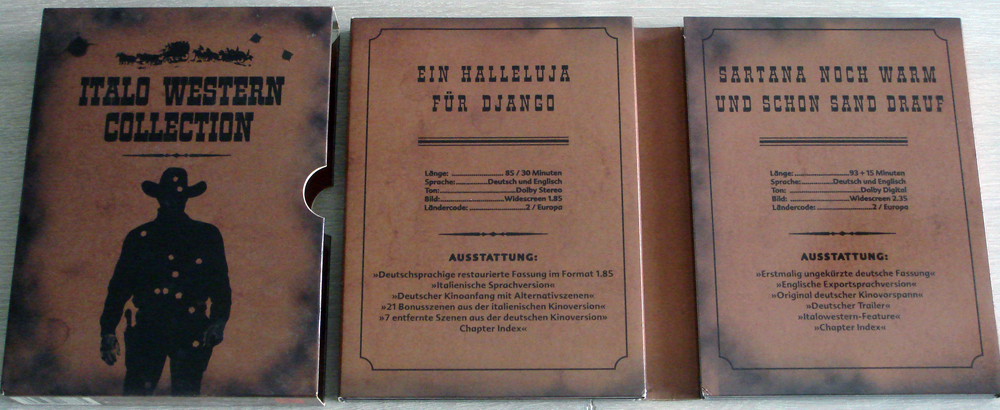 ITALO WESTERN
COLLECTION
EIN HALLELUJA
FÜR DJANGO
Länge: ........................ 85 / 30 Minuten
Sprache: ............... Deutsch und Englisch
Ton: ................................... Dolby Stereo
Bild: ............................... Widescreen 1.85
Ländercode: ............................ 2 / Europa
AUSSTATTUNG:
»Deutschsprachige restaurierte Fassung im Format 1.85
»Italienische Sprachversion«
»Deutscher Kinoanfang mit Alternativszenen«
»21 Bonusszenen aus der italienischen Kinoversion«
»7 entfernte Szenen aus der deutschen Kinoversion»
Chapter Index«
SARTANA NOCH WARM
UND SCHON SAND DRAUF
Länge: ........................ 93 + 15 Minuten
Sprache: ............... Deutsch und Englisch
Ton: ................................... Dolby Digital
Bild: ............................... Widescreen 2.35
Ländercode: ............................ 2 / Europa
AUSSTATTUNG:
»Erstmalig ungekürzte deutsche Fassung«
»Englische Exportsprachversion«
»Original deutscher Kinovorspann»
»Deutscher Trailer«
»Italowestern-Feature«
»Chapter Index«